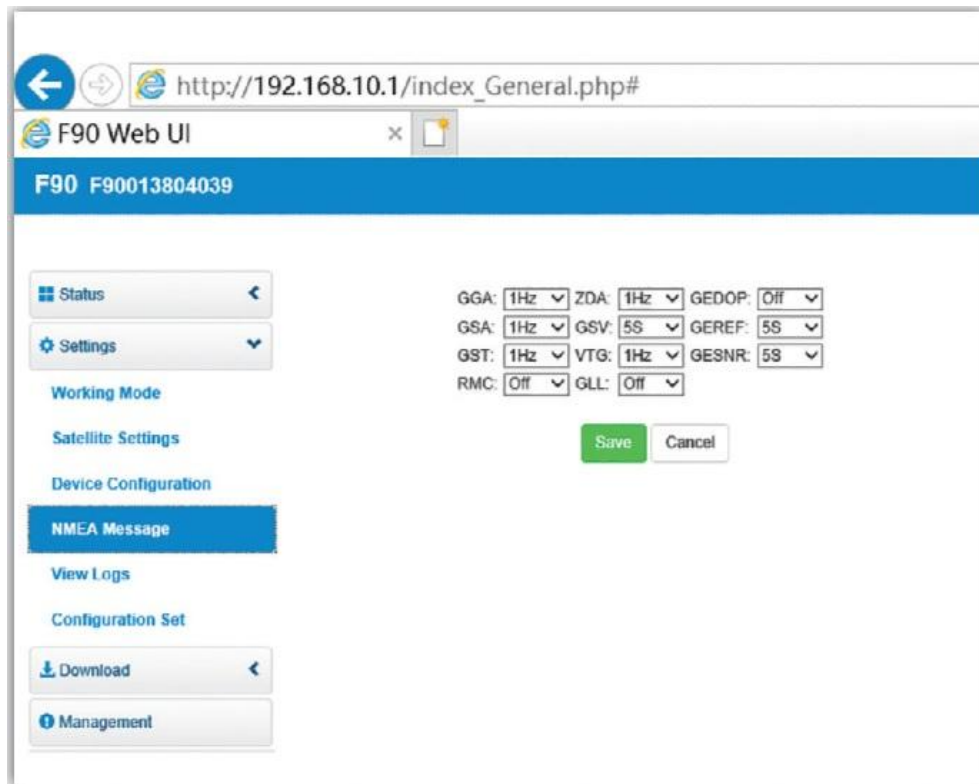 http://192.168.10.1/index_General.php#
F90 Web UI
F90 F90013804039
Status
Settings
Working Mode
Satellite Settings
Device Configuration
NMEA Message
View Logs
Configuration Set
Download
Management
GGA: 1Hz ZDA: 1Hz GEDOP: Off
GSA: 1Hz GSV: 5S GEREF: 5S
GST: 1Hz VTG: 1Hz GESNR: 5S
RMC: Off GLL: Off
Save Cancel